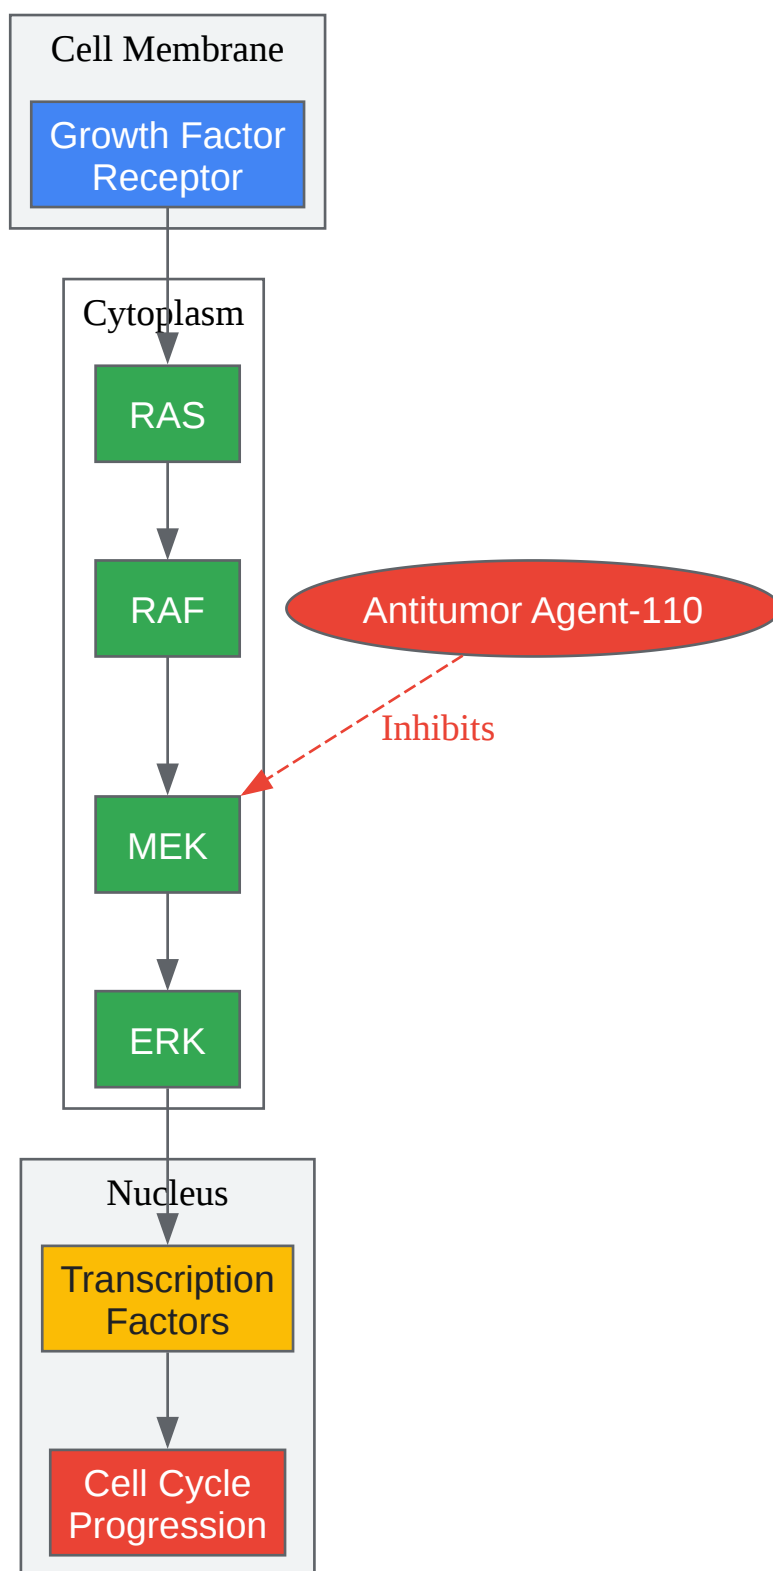 Cell Membrane
Growth Factor
Receptor
Cytoplasm
RAS
RAF
Antitumor Agent-110
Inhibits
MEK
ERK
Nucleus
Transcription
Factors
Cell Cycle
Progression